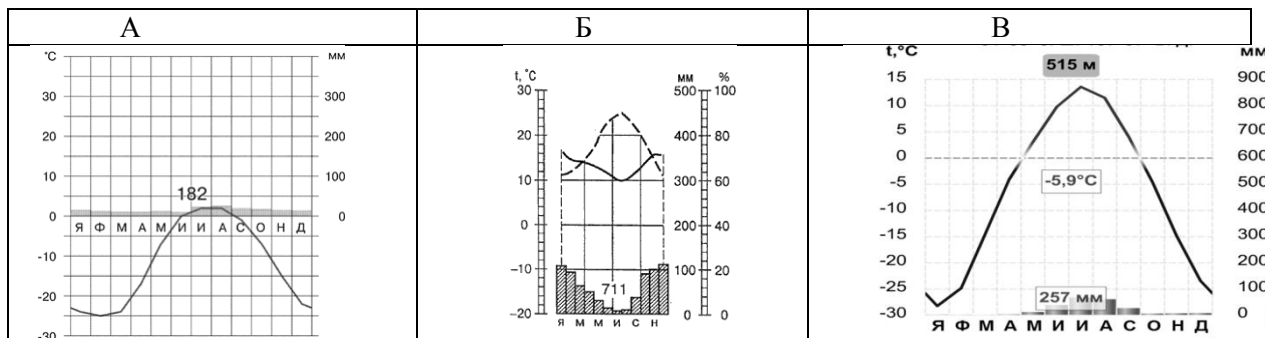 А Б В
°C мм
40
30 300
20 200
10 100
182
0 0
Я Ф М А М И И А С О Н Д
-10
-20
-30
t, °C мм %
30 500 100
20 400 80
10 300 60
0 200 40
-10 100 20
711
-20 0 0
Я М М И С Н
t,°C мм
515 м
15 900
10 800
5 700
0 600
-5 500
-5,9°C
-10 400
-15 300
-20 200
-25 100
257 мм
-30 0
Я Ф М А М И И А С О Н Д